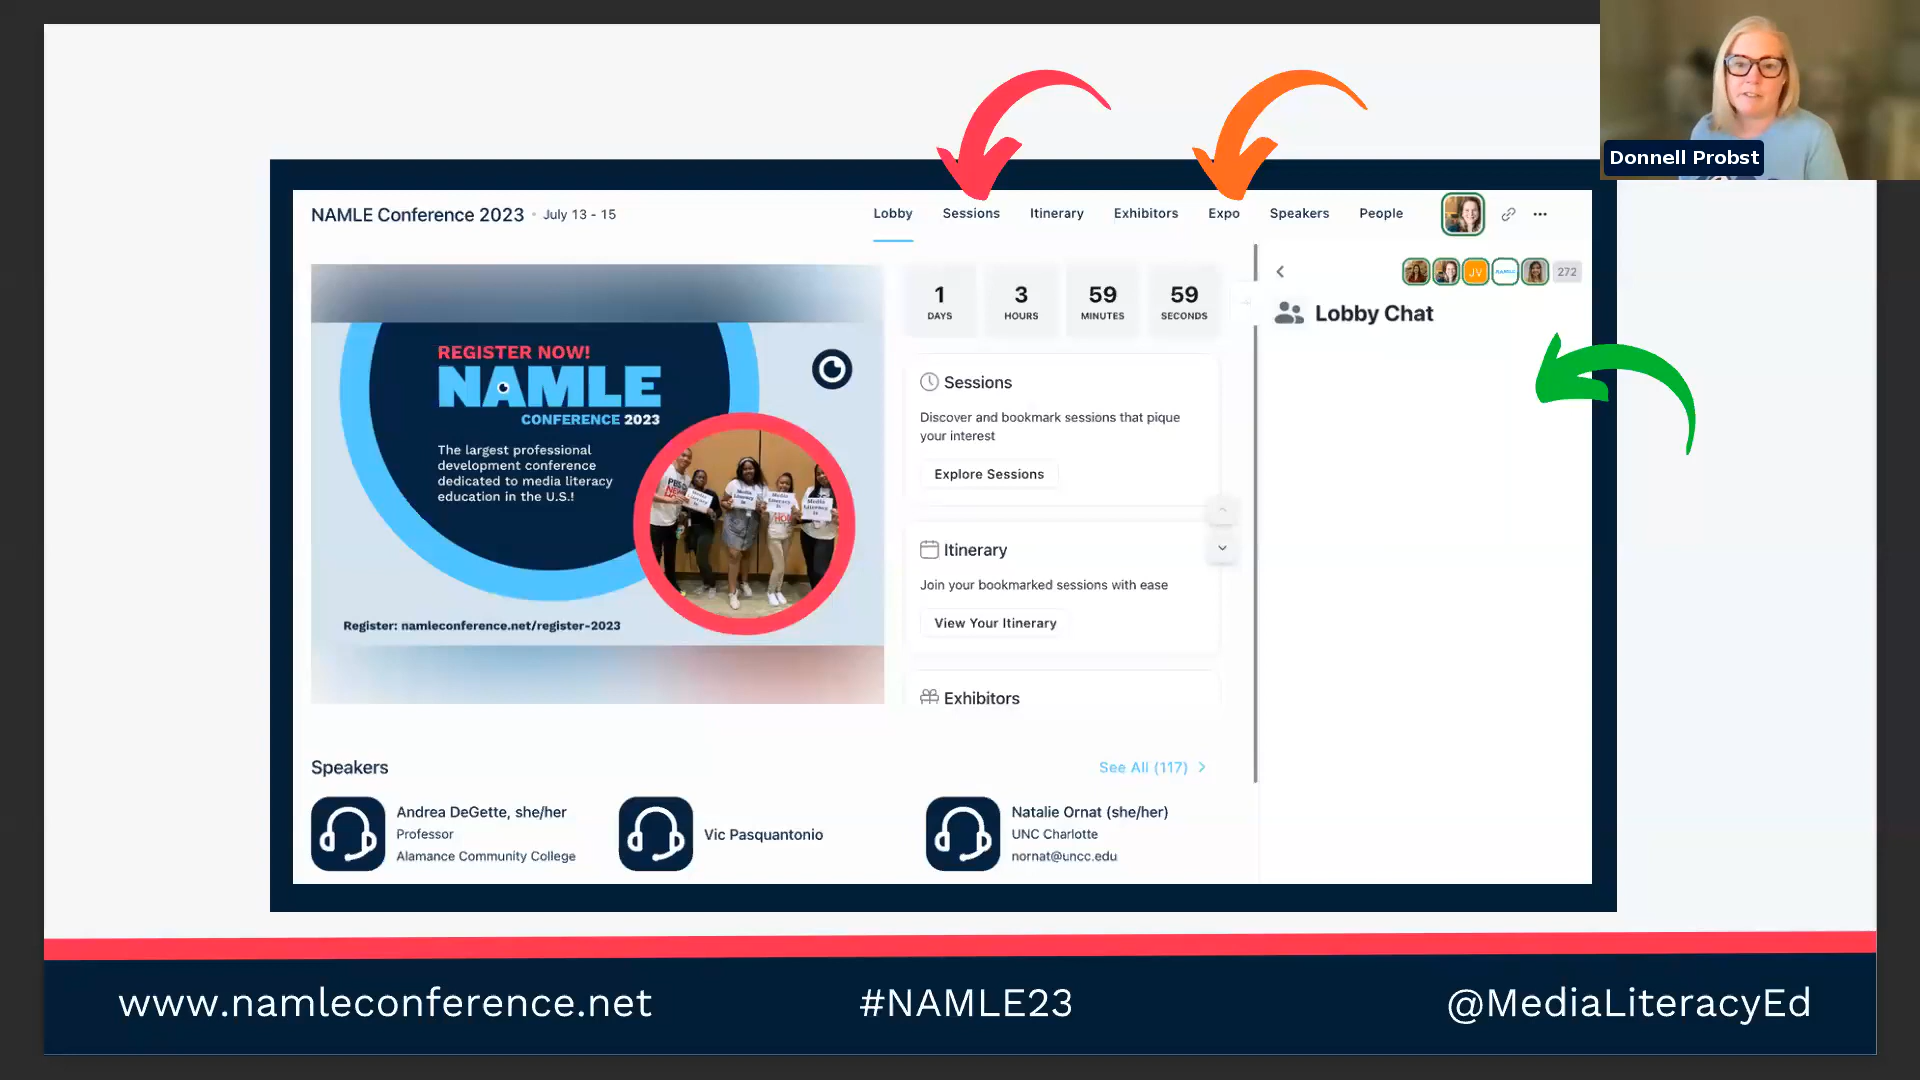 Donnell Probst
NAMLE Conference 2023 • July 13 - 15
Lobby
Sessions
Itinerary
Exhibitors
Expo
Speakers
People
REGISTER NOW!
NAMLE
CONFERENCE 2023
The largest professional
development conference
dedicated to media literacy
education in the U.S.!
Register: namleconference.net/register-2023
1
DAYS
3
HOURS
59
MINUTES
59
SECONDS
Sessions
Discover and bookmark sessions that pique
your interest
Explore Sessions
Itinerary
Join your bookmarked sessions with ease
View Your Itinerary
Exhibitors
JV
NAMLE
272
Lobby Chat
Speakers
See All (117)
Andrea DeGette, she/her
Professor
Alamance Community College
Vic Pasquantonio
Natalie Ornat (she/her)
UNC Charlotte
nornat@uncc.edu
www.namleconference.net
#NAMLE23
@MediaLiteracyEd